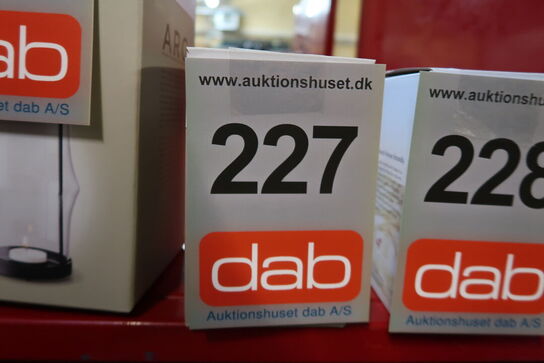 dab
et dab A/S
ARC
www.auktionshuset.dk
227
dab
Auktionshuset dab A/S
www.auktionshu
228
dab
Auktionshuset dab A/S